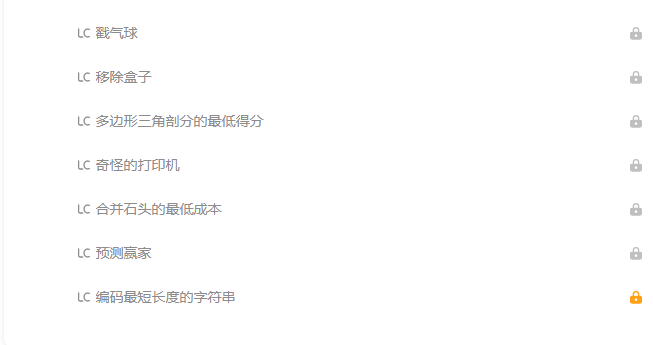 LC 戳气球
LC 移除盒子
LC 多边形三角剖分的最低得分
LC 奇怪的打印机
LC 合并石头的最低成本
LC 预测赢家
LC 编码最短长度的字符串